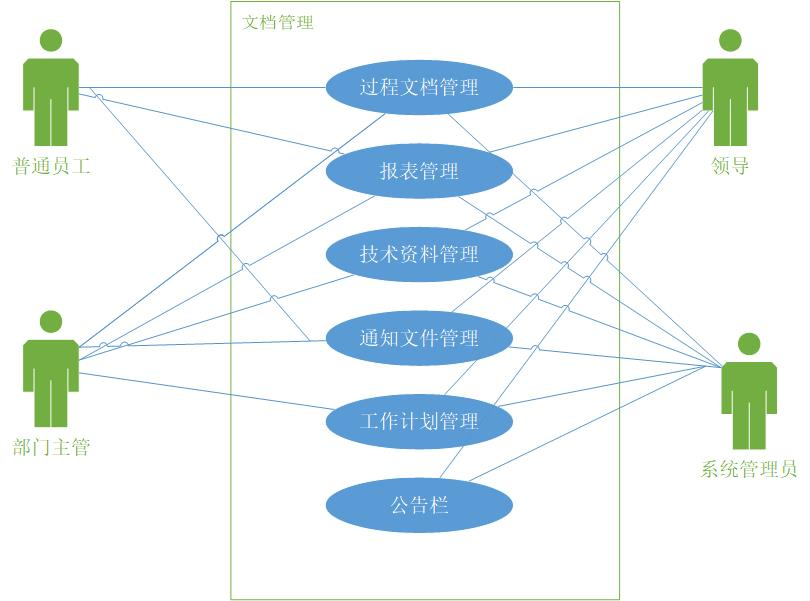 文档管理
过程文档管理
报表管理
普通员工
领导
技术资料管理
通知文件管理
工作计划管理
部门主管
系统管理员
公告栏